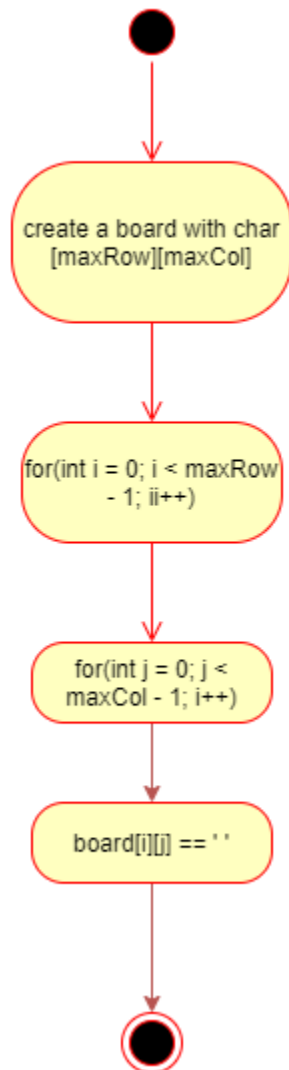 create a board with char
[maxRow][maxCol]
for(int i = 0; i < maxRow
- 1; ii++)
for(int j = 0; j <
maxCol - 1; i++)
board[i][j] == ' '